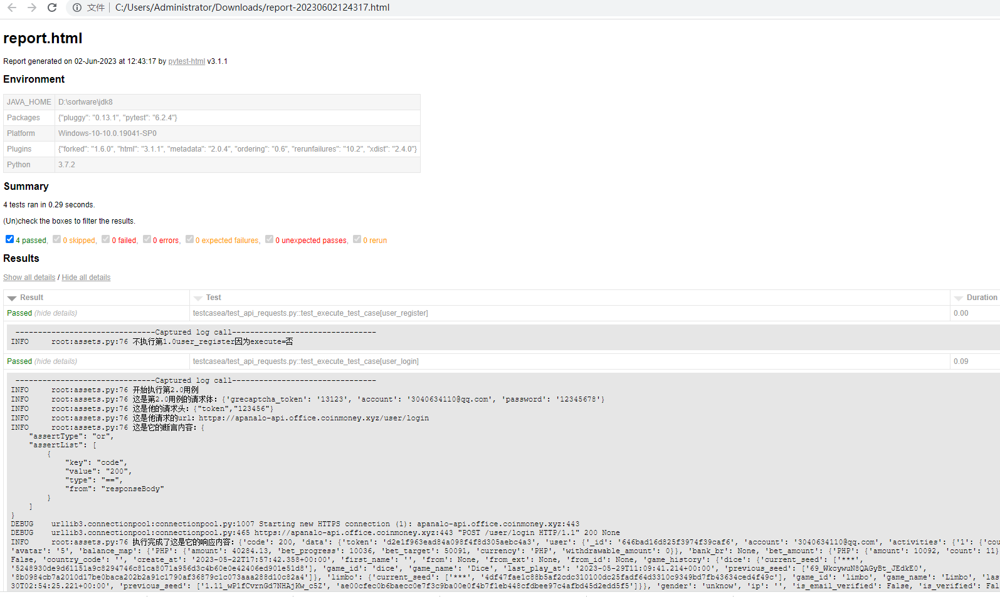 文件 | C:/Users/Administrator/Downloads/report-20230602124317.html
report.html
Report generated on 02-Jun-2023 at 12:43:17 by pytest-html v3.1.1
Environment
JAVA_HOME D:\sortware\jdk8
Packages {"pluggy": "0.13.1", "pytest": "6.2.4"}
Platform Windows-10-10.0.19041-SP0
Plugins {"forked": "1.6.0", "html": "3.1.1", "metadata": "2.0.4", "ordering": "0.6", "rerunfailures": "10.2", "xdist": "2.4.0"}
Python 3.7.2
Summary
4 tests ran in 0.29 seconds.
(Un)check the boxes to filter the results.
4 passed, 0 skipped, 0 failed, 0 errors, 0 expected failures, 0 unexpected passes, 0 rerun
Results
Show all details / Hide all details
Result Test Duration
Passed (hide details) testcasea/test_api_requests.py::test_execute_test_case[user_register] 0.00
-------------------------------Captured log call--------------------------------
INFO root:assets.py:76 不执行第1.0user_register因为execute=否
Passed (hide details) testcasea/test_api_requests.py::test_execute_test_case[user_login] 0.09
-------------------------------Captured log call--------------------------------
INFO root:assets.py:76 开始执行第2.0用例
INFO root:assets.py:76 这是第2.0用例的请求体: {'grecaptcha_token': '13123', 'account': '3040634110@qq.com', 'password': '12345678'}
INFO root:assets.py:76 这是他的请求头: {"token","123456"}
INFO root:assets.py:76 这是他请求的url: https://apanalo-api.office.coinmoney.xyz/user/login
INFO root:assets.py:76 这是它的断言内容: {
"assertType": "or",
"assertList": [
{
"key": "code",
"value": "200",
"type": "==",
"from": "responseBody"
}
]
}
DEBUG urllib3.connectionpool:connectionpool.py:1007 Starting new HTTPS connection (1): apanalo-api.office.coinmoney.xyz:443
DEBUG urllib3.connectionpool:connectionpool.py:465 https://apanalo-api.office.coinmoney.xyz:443 "POST /user/login HTTP/1.1" 200 None
INFO root:assets.py:76 执行完成了这是它的响应内容: {'code': 200, 'data': {'token': 'd2e1f963ead84a098f4f8d305aebc4a3', 'user': {'_id': '646bad16d825f3974f39caf6', 'account': '3040634110@qq.com', 'activities': {'1': {'cou
'avatar': '5', 'balance_map': {'PHP': {'amount': 40284.13, 'bet_progress': 10036, 'bet_target': 50091, 'currency': 'PHP', 'withdrawable_amount': 0}}, 'bank_br': None, 'bet_amount': {'PHP': {'amount': 10092, 'count': 11}
False, 'country_code': '', 'create_at': '2023-05-22T17:57:42.358+00:00', 'first_name': '', 'from': None, 'from_ext': None, 'from_id': None, 'game_history': {'dice': {'current_seed': ['***',
'5248930de9d61151a9c8294746c81ca8071a956d3c4b60e0e42406ed901e51d8'], 'game_id': 'dice', 'game_name': 'Dice', 'last_play_at': '2023-05-29T11:09:41.214+00:00', 'previous_seed': ['69_WkcywuN8QAGyBt_JEdkE0',
'8b0984cb7a2010d17be0baca202b2a91c1790af36879c1c073aaa288d10c82a4']}, 'limbo': {'current_seed': ['***', '4df47fae1c88b5af2cdc310100dc25fadf64d3310c9349bd7fb43634ced4f49c'], 'game_id': 'limbo', 'game_name': 'Limbo', 'las
30T02:54:25.221+00:00', 'previous_seed': ['1.11_wP1fCvrnGd7NHAjKw_c5Z', 'ae00cfec0b6baecc0e7f3c9ba00e0f4b7f1eb448cfdbee97c4afbd45d2edd5f5']}}, 'gender': 'unknow', 'ip': '', 'is_email_verified': False, 'is_verified': Fal